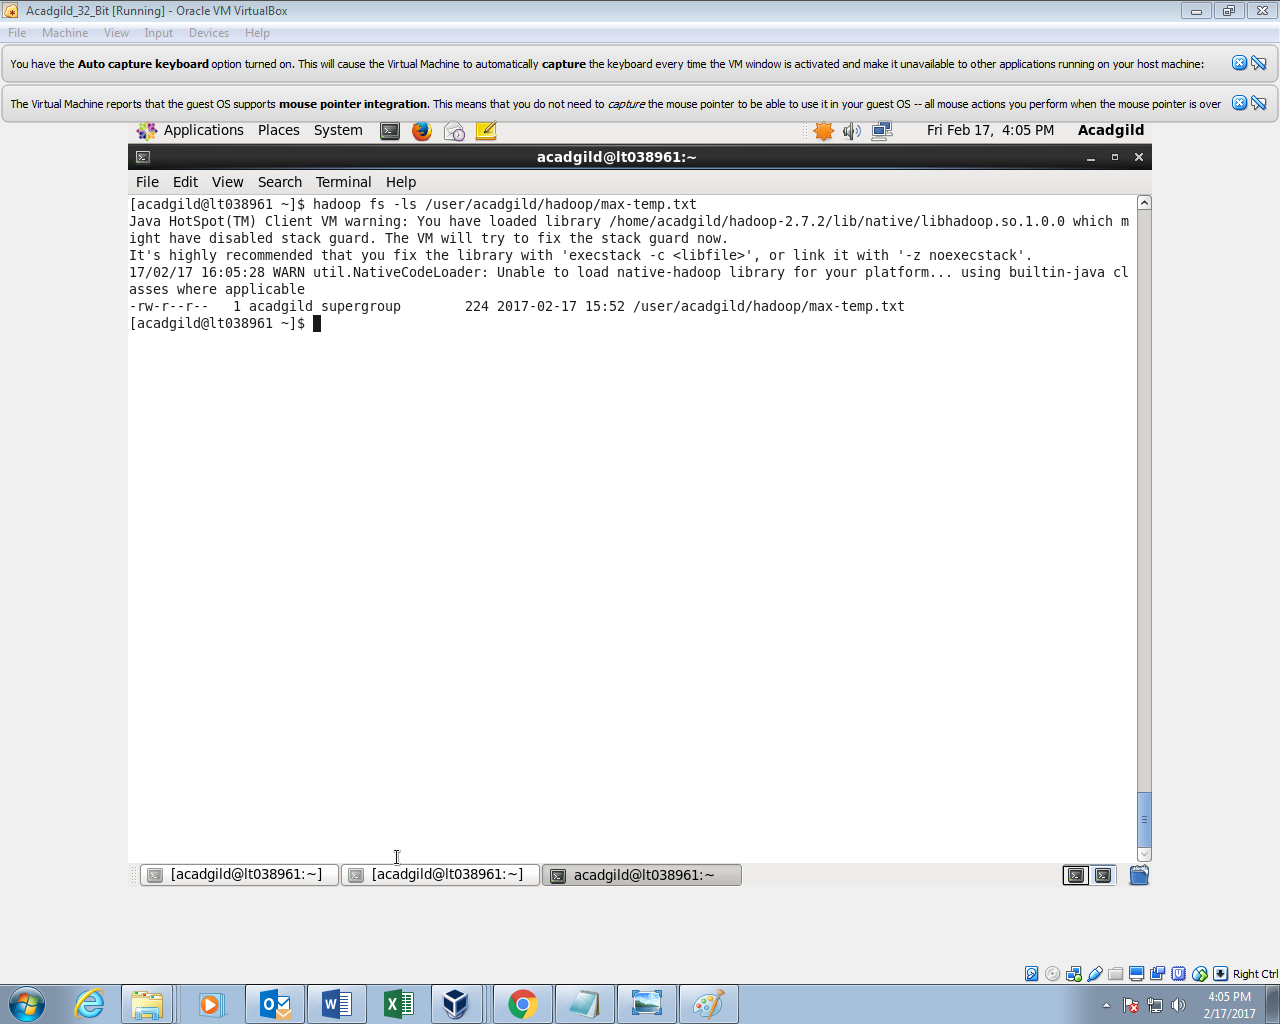 Acadgild_32_Bit [Running] - Oracle VM VirtualBox
File Machine View Input Devices Help
You have the Auto capture keyboard option turned on. This will cause the Virtual Machine to automatically capture the keyboard every time the VM window is activated and make it unavailable to other applications running on your host machine:
The Virtual Machine reports that the guest OS supports mouse pointer integration. This means that you do not need to capture the mouse pointer to be able to use it in your guest OS -- all mouse actions you perform when the mouse pointer is over
Applications Places System Fri Feb 17, 4:05 PM Acadgild
acadgild@lt038961:~
File Edit View Search Terminal Help
[acadgild@lt038961 ~]$ hadoop fs -ls /user/acadgild/hadoop/max-temp.txt
Java HotSpot(TM) Client VM warning: You have loaded library /home/acadgild/hadoop-2.7.2/lib/native/libhadoop.so.1.0.0 which m
ight have disabled stack guard. The VM will try to fix the stack guard now.
It's highly recommended that you fix the library with 'execstack -c <libfile>', or link it with '-z noexecstack'.
17/02/17 16:05:28 WARN util.NativeCodeLoader: Unable to load native-hadoop library for your platform... using builtin-java cl
asses where applicable
-rw-r--r--   1 acadgild supergroup        224 2017-02-17 15:52 /user/acadgild/hadoop/max-temp.txt
[acadgild@lt038961 ~]$
[acadgild@lt038961:~] [acadgild@lt038961:~] acadgild@lt038961:~
Right Ctrl
4:05 PM
2/17/2017